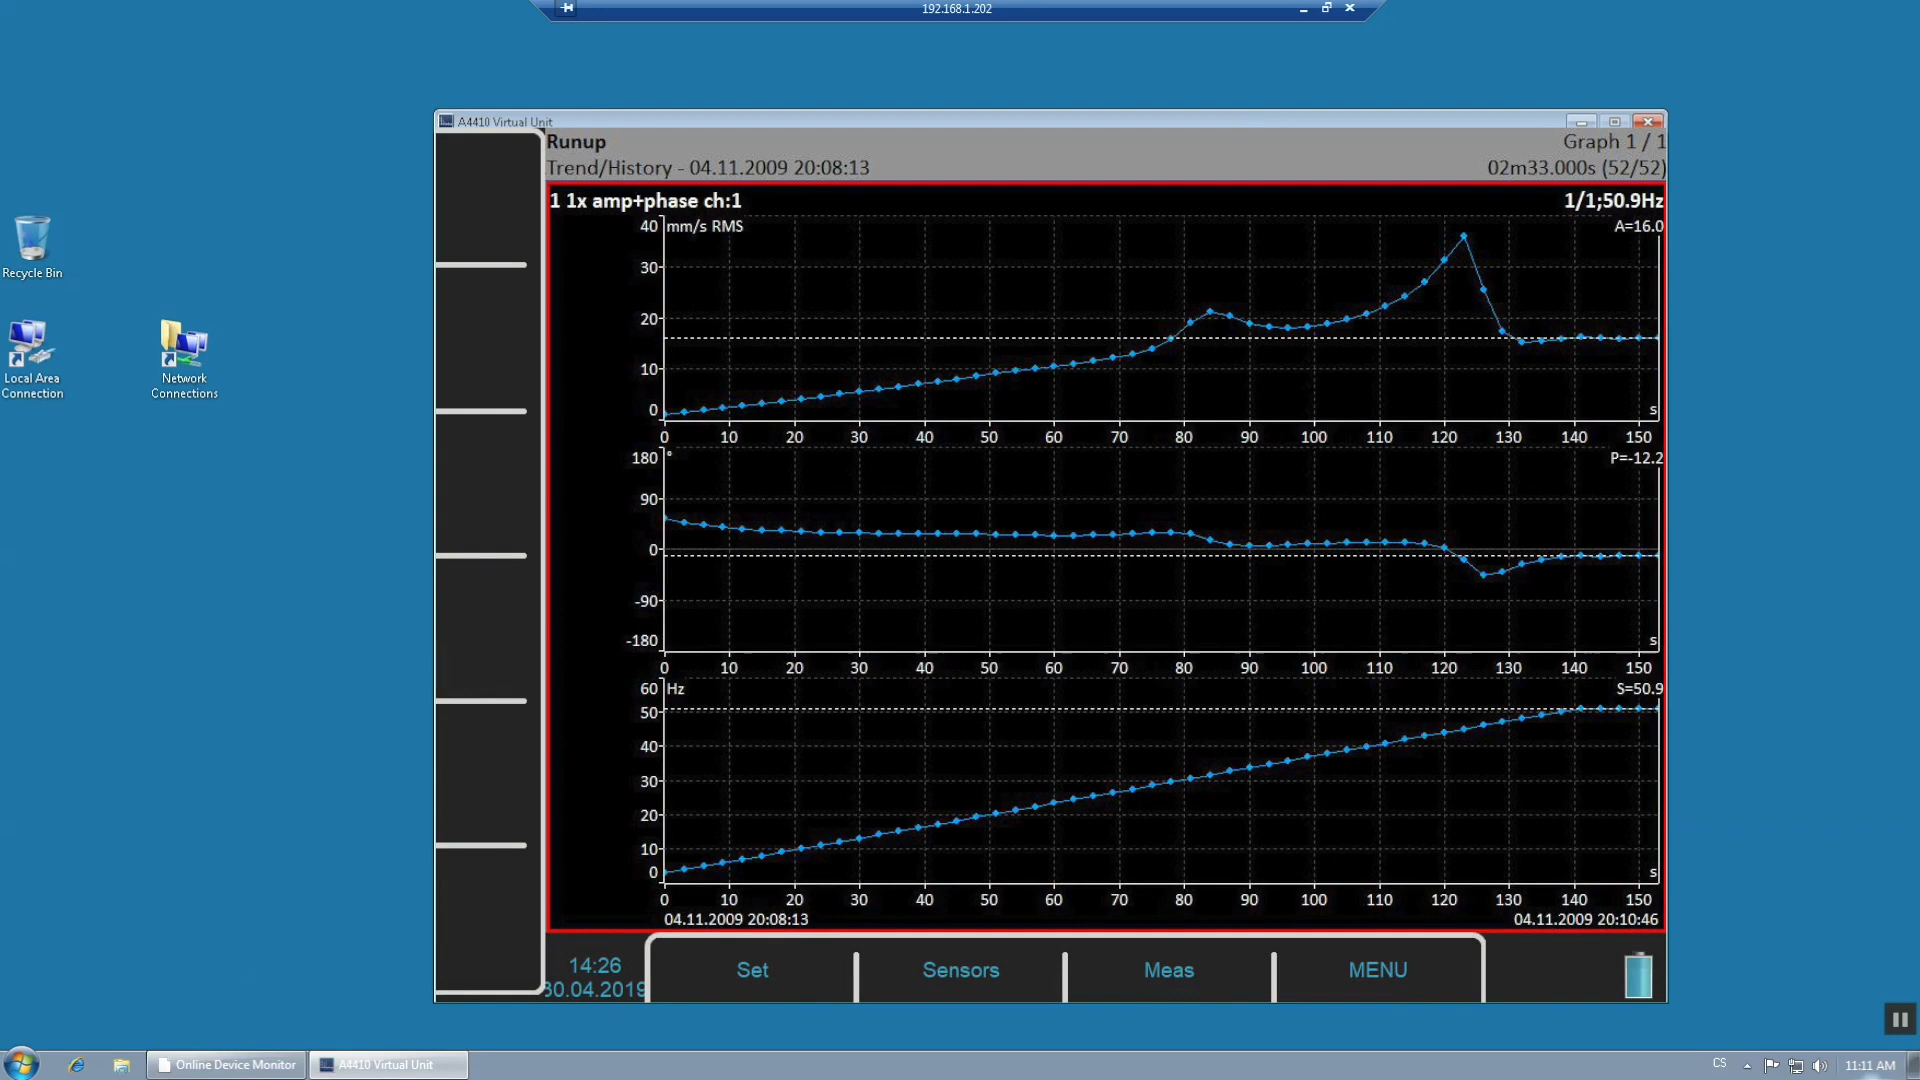 192.168.1.202
A4410 Virtual Unit
Runup
Graph 1 / 1
Trend/History - 04.11.2009 20:08:13
02m33.000s (52/52)
1 1x amp+phase ch:1
1/1;50.9Hz
40 mm/s RMS
A=16.0
30
20
10
0
s
0 10 20 30 40 50 60 70 80 90 100 110 120 130 140 150
180 °
P=-12.2
90
0
-90
-180
s
0 10 20 30 40 50 60 70 80 90 100 110 120 130 140 150
60 Hz
S=50.9
50
40
30
20
10
0
s
0 10 20 30 40 50 60 70 80 90 100 110 120 130 140 150
04.11.2009 20:08:13
04.11.2009 20:10:46
14:26
30.04.2019
Set
Sensors
Meas
MENU
Recycle Bin
Local Area
Connection
Network
Connections
Online Device Monitor
A4410 Virtual Unit
CS
11:11 AM